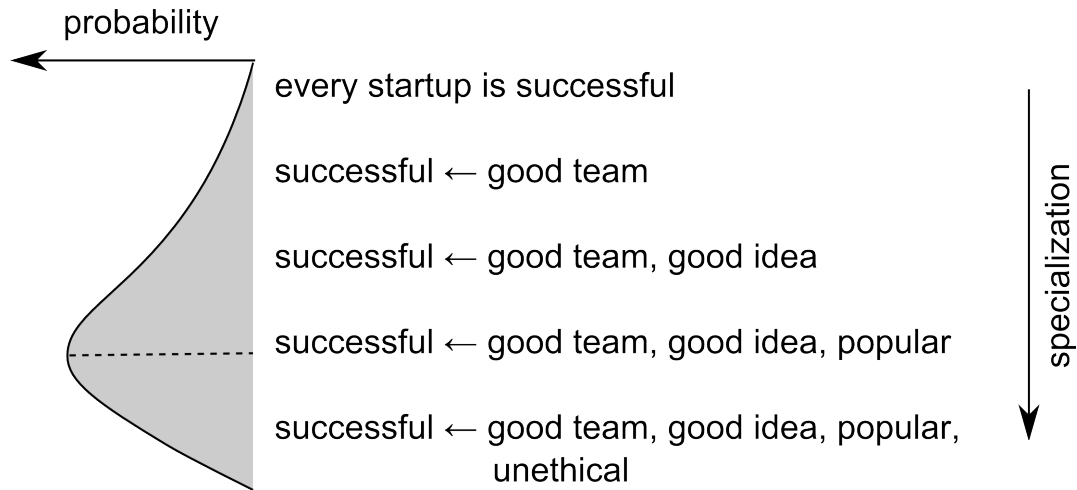 probability
every startup is successful
successful ← good team
successful ← good team, good idea
successful ← good team, good idea, popular
successful ← good team, good idea, popular,
unethical
specialization